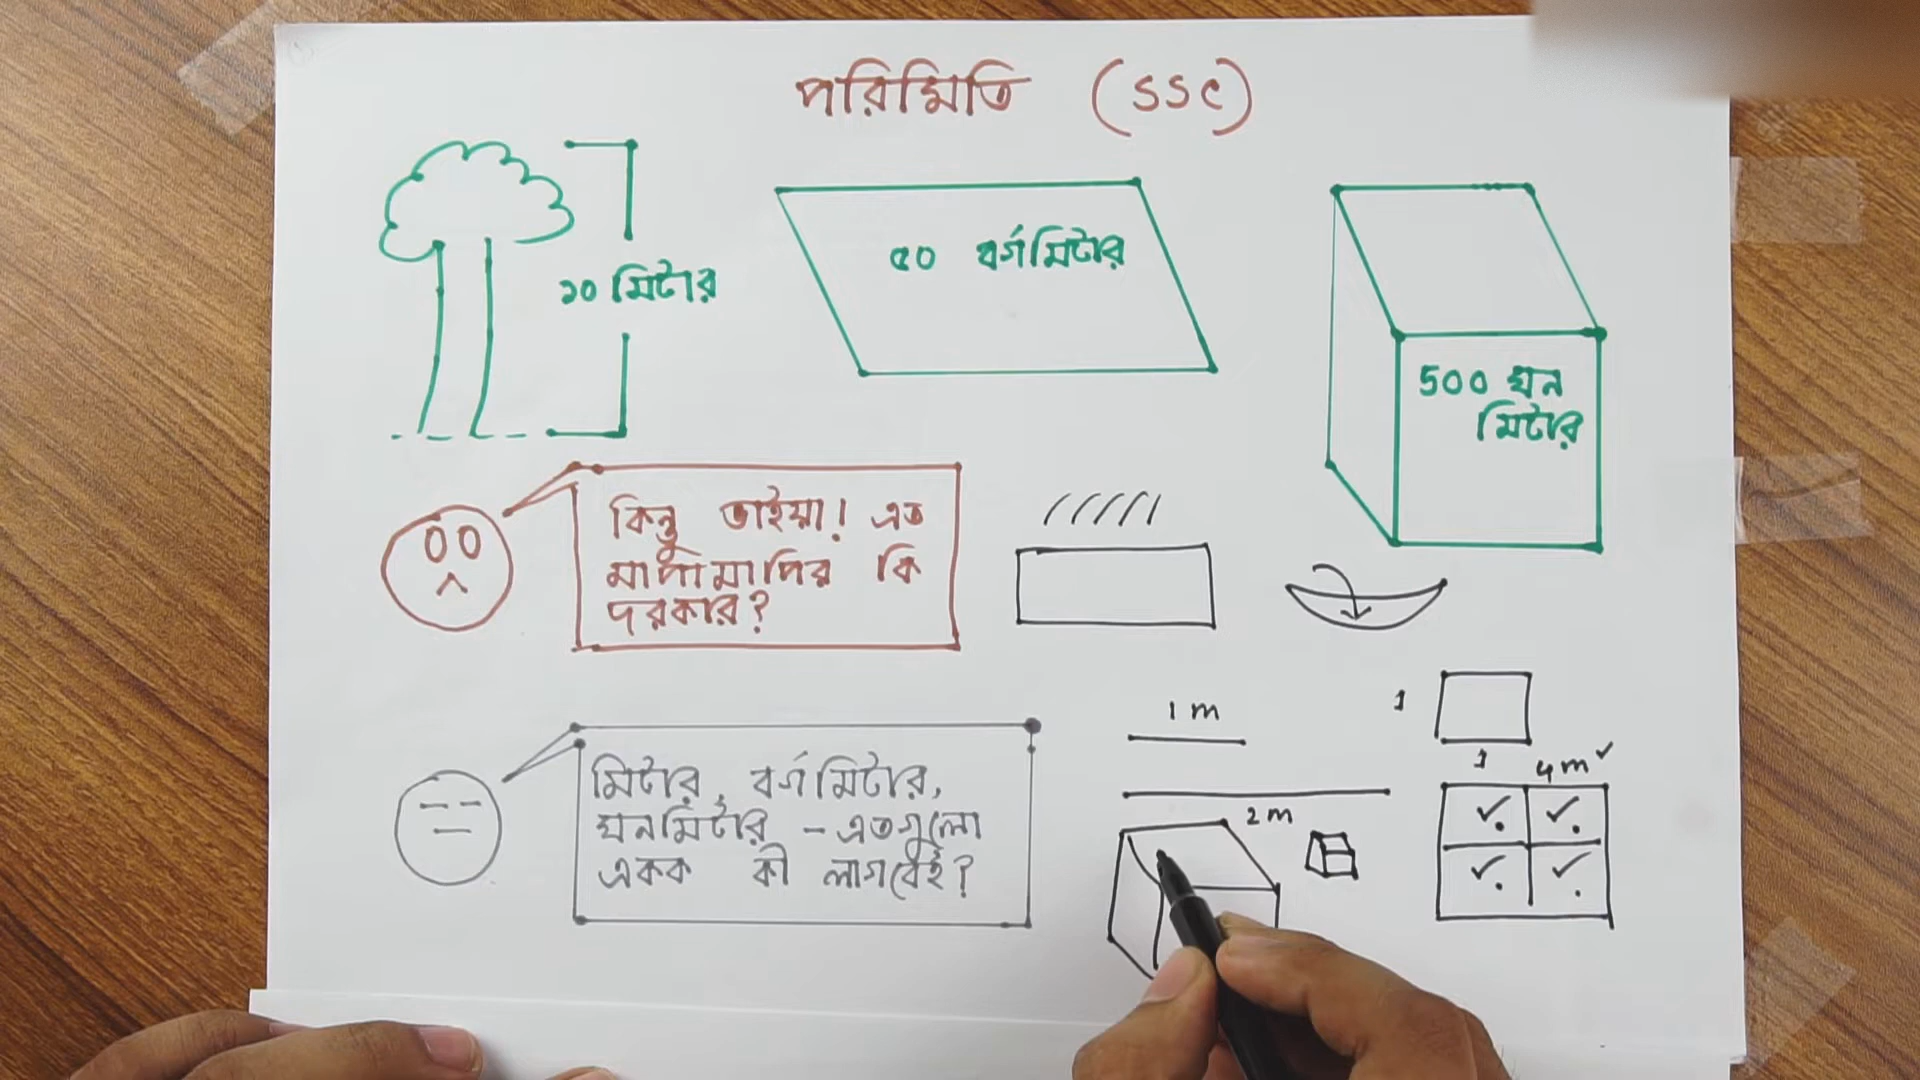 পরিমিতি (SSC)
১০ মিটার
৫০ বর্গমিটার
500 ঘন
মিটার
কিন্তু ভাইয়া! এত
মাপামাপির কি
দরকার?
মিটার, বর্গমিটার,
ঘনমিটার - এতগুলো
একক কী লাগবেই?
1 m
2 m
1
1
4m